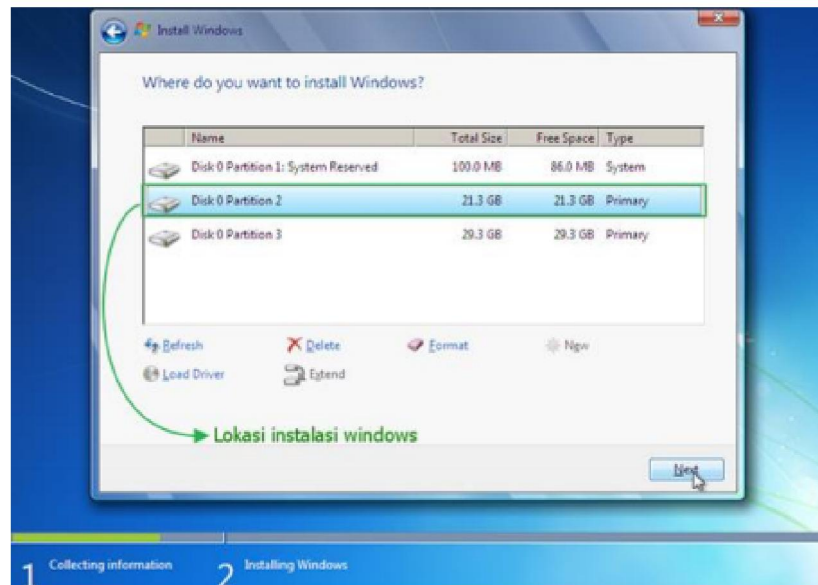 Install Windows
Where do you want to install Windows?
Name Total Size Free Space Type
Disk 0 Partition 1: System Reserved 100.0 MB 86.0 MB System
Disk 0 Partition 2 21.3 GB 21.3 GB Primary
Disk 0 Partition 3 29.3 GB 29.3 GB Primary
Refresh Delete Format New
Load Driver Extend
Lokasi instalasi windows
Next
1 Collecting information 2 Installing Windows